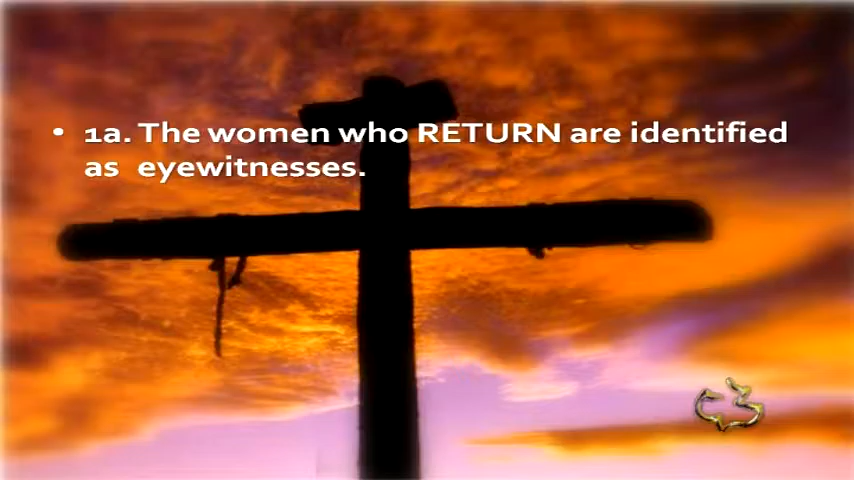 • 1a. The women who RETURN are identified
as eyewitnesses.